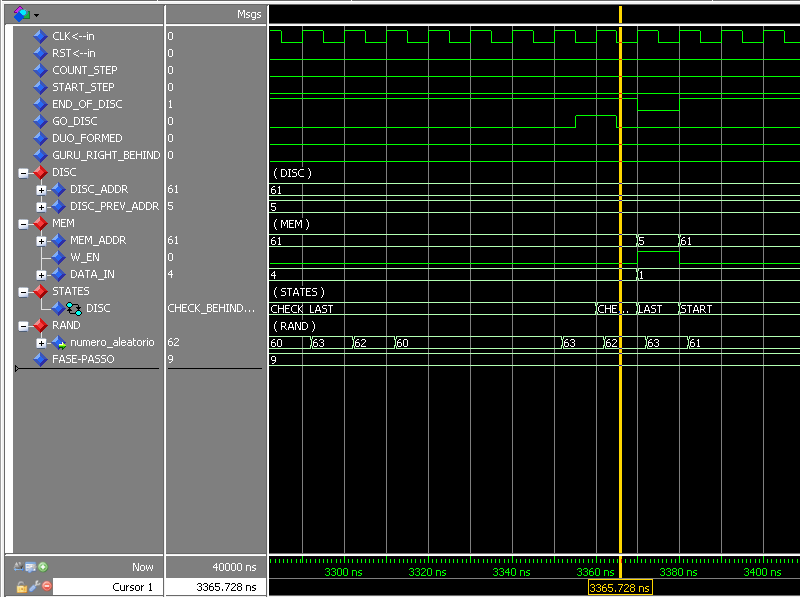 Msgs
CLK<--in 0
RST<--in 0
COUNT_STEP 0
START_STEP 0
END_OF_DISC 1
GO_DISC 0
DUO_FORMED 0
GURU_RIGHT_BEHIND 0
DISC ( DISC )
DISC_ADDR 61 61
DISC_PREV_ADDR 5 5
MEM ( MEM )
MEM_ADDR 61 61 5 61
W_EN 0
DATA_IN 4 4 1
STATES ( STATES )
DISC CHECK_BEHIND... CHECK_LAST CHE... LAST START
RAND ( RAND )
numero_aleatorio 62 60 63 62 60 63 62 63 61
FASE-PASSO 9 9
Now 40000 ns 3300 ns 3320 ns 3340 ns 3360 ns 3380 ns 3400 ns
Cursor 1 3365.728 ns 3365.728 ns